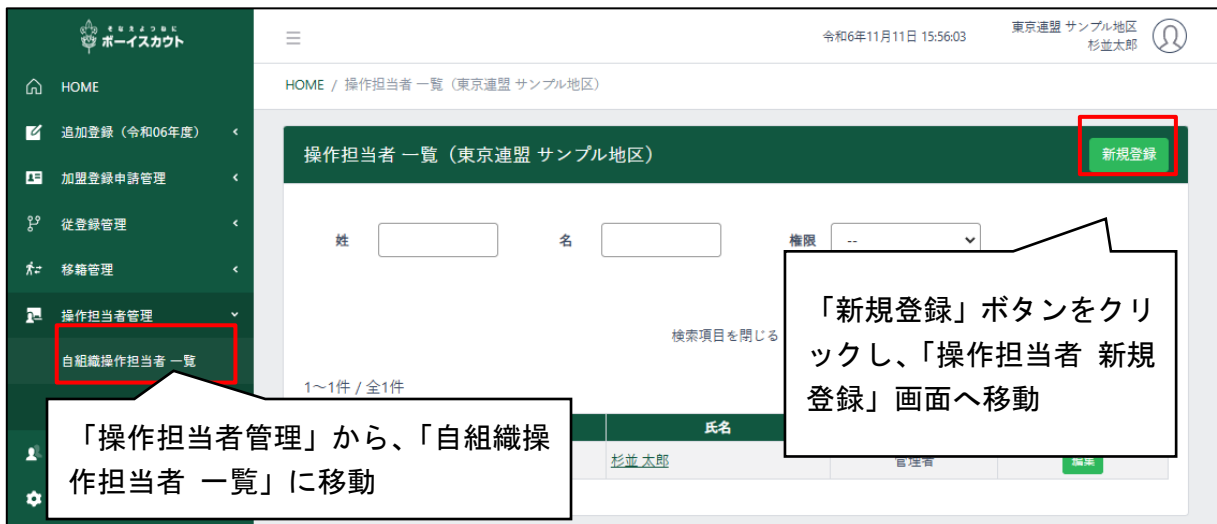 そなえよつねに
ボーイスカウト
令和6年11月11日 15:56:03
東京連盟 サンプル地区
杉並太郎
HOME
追加登録（令和06年度）
加盟登録申請管理
従登録管理
移籍管理
操作担当者管理
自組織操作担当者 一覧
HOME / 操作担当者 一覧（東京連盟 サンプル地区）
操作担当者 一覧（東京連盟 サンプル地区）
新規登録
姓
名
権限
--
検索項目を閉じる
1～1件 / 全1件
氏名
杉並 太郎
管理者
編集
「新規登録」ボタンをクリ
ックし、「操作担当者 新規
登録」画面へ移動
「操作担当者管理」から、「自組織操
作担当者 一覧」に移動